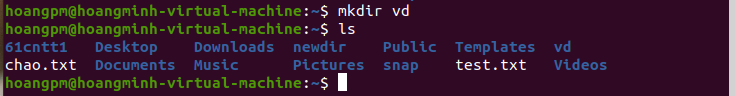 hoangpm@hoangminh-virtual-machine:~$ mkdir vd
hoangpm@hoangminh-virtual-machine:~$ ls
61cntt1 Desktop Downloads newdir Public Templates vd
chao.txt Documents Music Pictures snap test.txt Videos
hoangpm@hoangminh-virtual-machine:~$